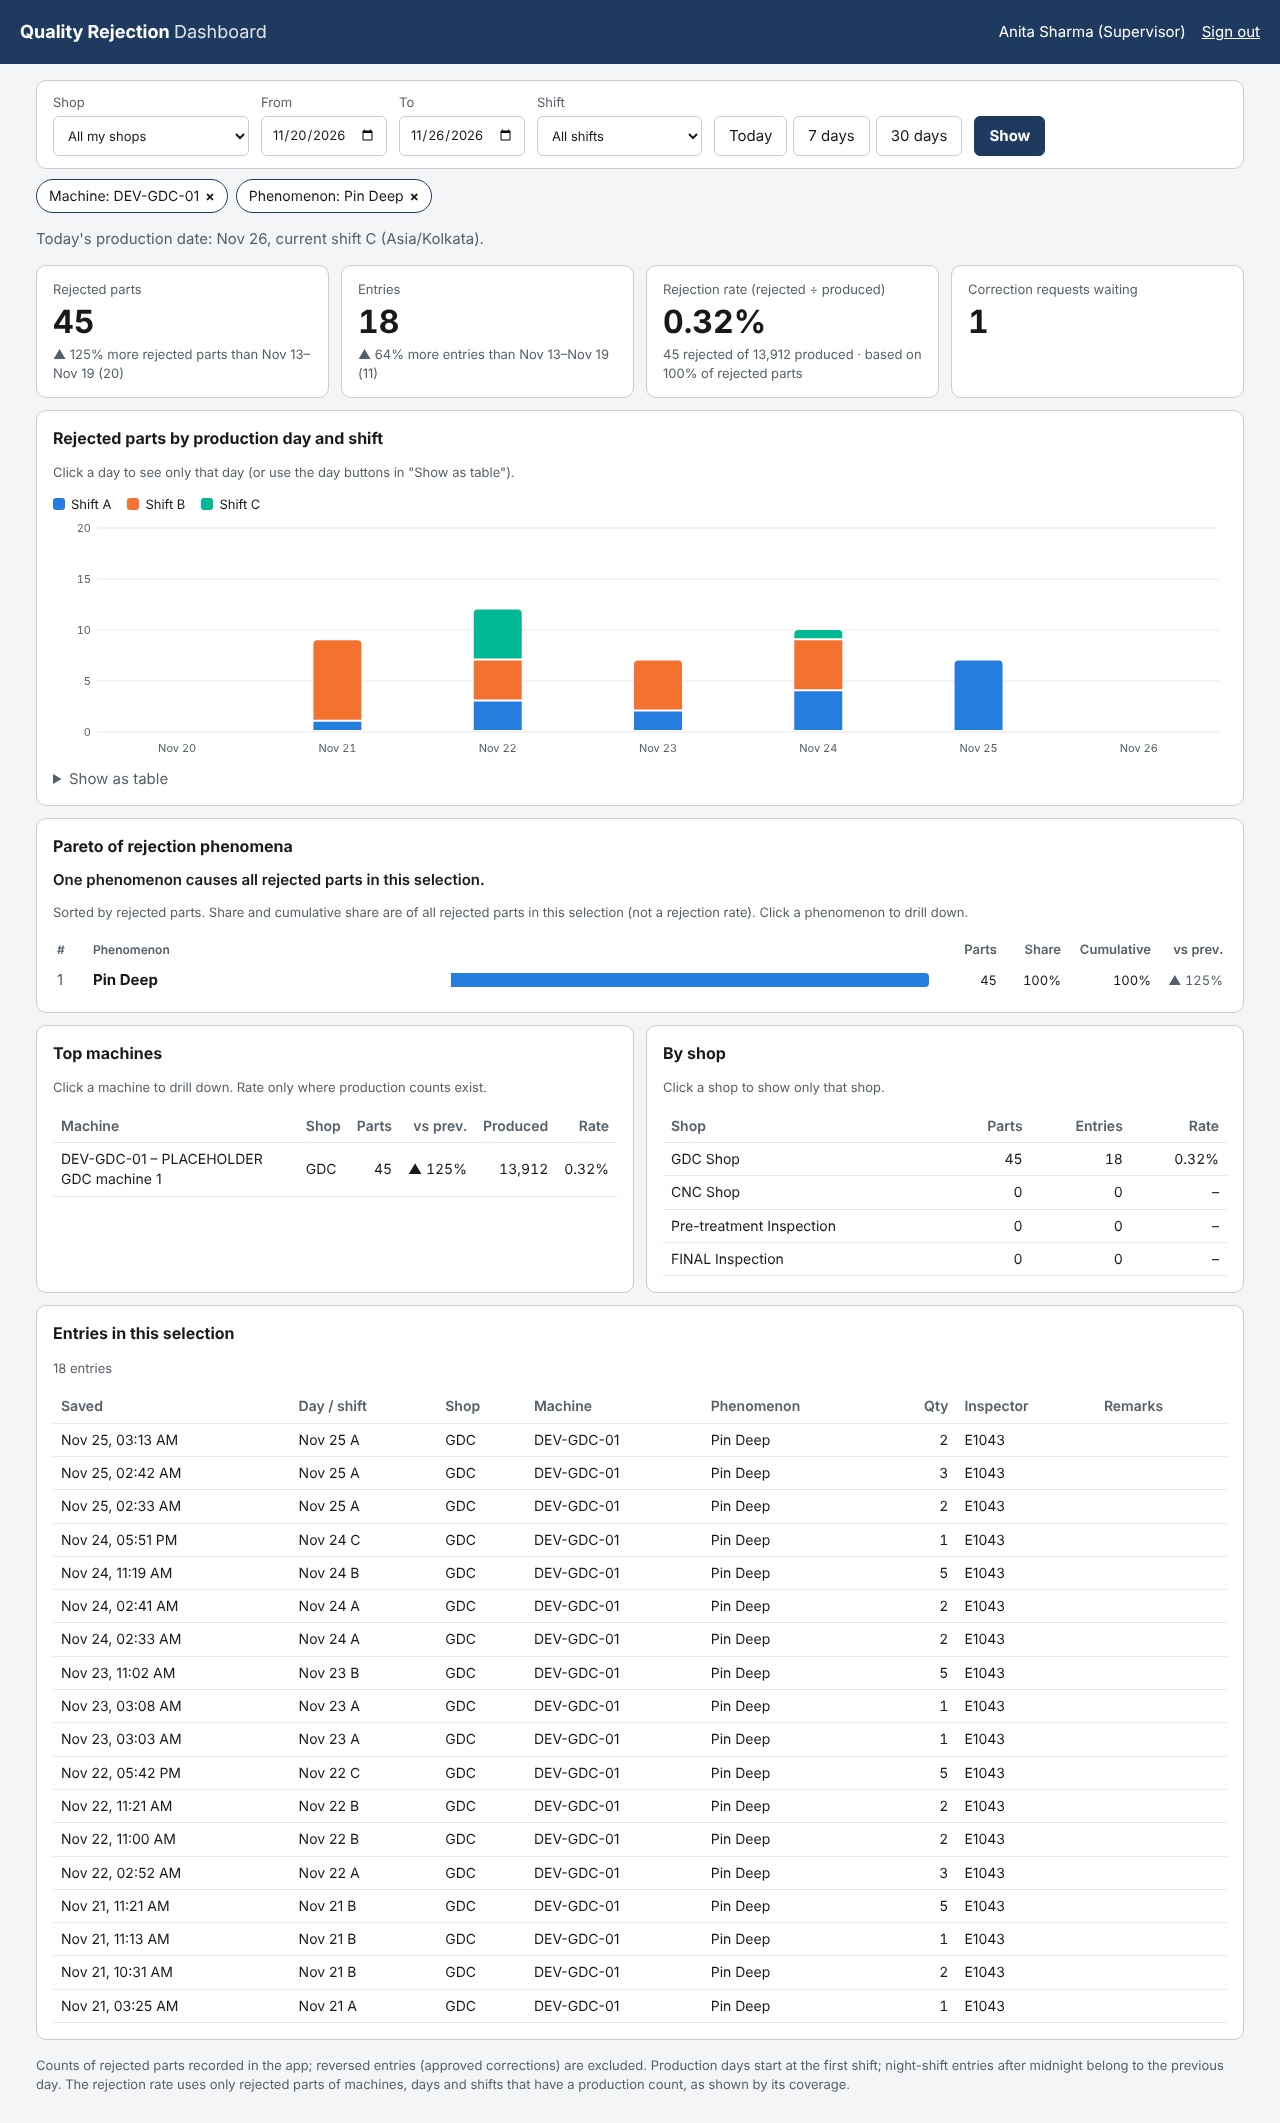 Quality Rejection Dashboard
Anita Sharma (Supervisor) Sign out
Shop From To Shift
All my shops 11/20/2026 11/26/2026 All shifts Today 7 days 30 days Show
Machine: DEV-GDC-01 × Phenomenon: Pin Deep ×
Today's production date: Nov 26, current shift C (Asia/Kolkata).
Rejected parts
45
▲ 125% more rejected parts than Nov 13–
Nov 19 (20)
Entries
18
▲ 64% more entries than Nov 13–Nov 19
(11)
Rejection rate (rejected ÷ produced)
0.32%
45 rejected of 13,912 produced · based on
100% of rejected parts
Correction requests waiting
1
Rejected parts by production day and shift
Click a day to see only that day (or use the day buttons in "Show as table").
Shift A Shift B Shift C
20
15
10
5
0
Nov 20 Nov 21 Nov 22 Nov 23 Nov 24 Nov 25 Nov 26
▶ Show as table
Pareto of rejection phenomena
One phenomenon causes all rejected parts in this selection.
Sorted by rejected parts. Share and cumulative share are of all rejected parts in this selection (not a rejection rate). Click a phenomenon to drill down.
# Phenomenon Parts Share Cumulative vs prev.
1 Pin Deep 45 100% 100% ▲ 125%
Top machines
Click a machine to drill down. Rate only where production counts exist.
Machine Shop Parts vs prev. Produced Rate
DEV-GDC-01 – PLACEHOLDER
GDC machine 1 GDC 45 ▲ 125% 13,912 0.32%
By shop
Click a shop to show only that shop.
Shop Parts Entries Rate
GDC Shop 45 18 0.32%
CNC Shop 0 0 –
Pre-treatment Inspection 0 0 –
FINAL Inspection 0 0 –
Entries in this selection
18 entries
Saved Day / shift Shop Machine Phenomenon Qty Inspector Remarks
Nov 25, 03:13 AM Nov 25 A GDC DEV-GDC-01 Pin Deep 2 E1043
Nov 25, 02:42 AM Nov 25 A GDC DEV-GDC-01 Pin Deep 3 E1043
Nov 25, 02:33 AM Nov 25 A GDC DEV-GDC-01 Pin Deep 2 E1043
Nov 24, 05:51 PM Nov 24 C GDC DEV-GDC-01 Pin Deep 1 E1043
Nov 24, 11:19 AM Nov 24 B GDC DEV-GDC-01 Pin Deep 5 E1043
Nov 24, 02:41 AM Nov 24 A GDC DEV-GDC-01 Pin Deep 2 E1043
Nov 24, 02:33 AM Nov 24 A GDC DEV-GDC-01 Pin Deep 2 E1043
Nov 23, 11:02 AM Nov 23 B GDC DEV-GDC-01 Pin Deep 5 E1043
Nov 23, 03:08 AM Nov 23 A GDC DEV-GDC-01 Pin Deep 1 E1043
Nov 23, 03:03 AM Nov 23 A GDC DEV-GDC-01 Pin Deep 1 E1043
Nov 22, 05:42 PM Nov 22 C GDC DEV-GDC-01 Pin Deep 5 E1043
Nov 22, 11:21 AM Nov 22 B GDC DEV-GDC-01 Pin Deep 2 E1043
Nov 22, 11:00 AM Nov 22 B GDC DEV-GDC-01 Pin Deep 2 E1043
Nov 22, 02:52 AM Nov 22 A GDC DEV-GDC-01 Pin Deep 3 E1043
Nov 21, 11:21 AM Nov 21 B GDC DEV-GDC-01 Pin Deep 5 E1043
Nov 21, 11:13 AM Nov 21 B GDC DEV-GDC-01 Pin Deep 1 E1043
Nov 21, 10:31 AM Nov 21 B GDC DEV-GDC-01 Pin Deep 2 E1043
Nov 21, 03:25 AM Nov 21 A GDC DEV-GDC-01 Pin Deep 1 E1043
Counts of rejected parts recorded in the app; reversed entries (approved corrections) are excluded. Production days start at the first shift; night-shift entries after midnight belong to the previous
day. The rejection rate uses only rejected parts of machines, days and shifts that have a production count, as shown by its coverage.